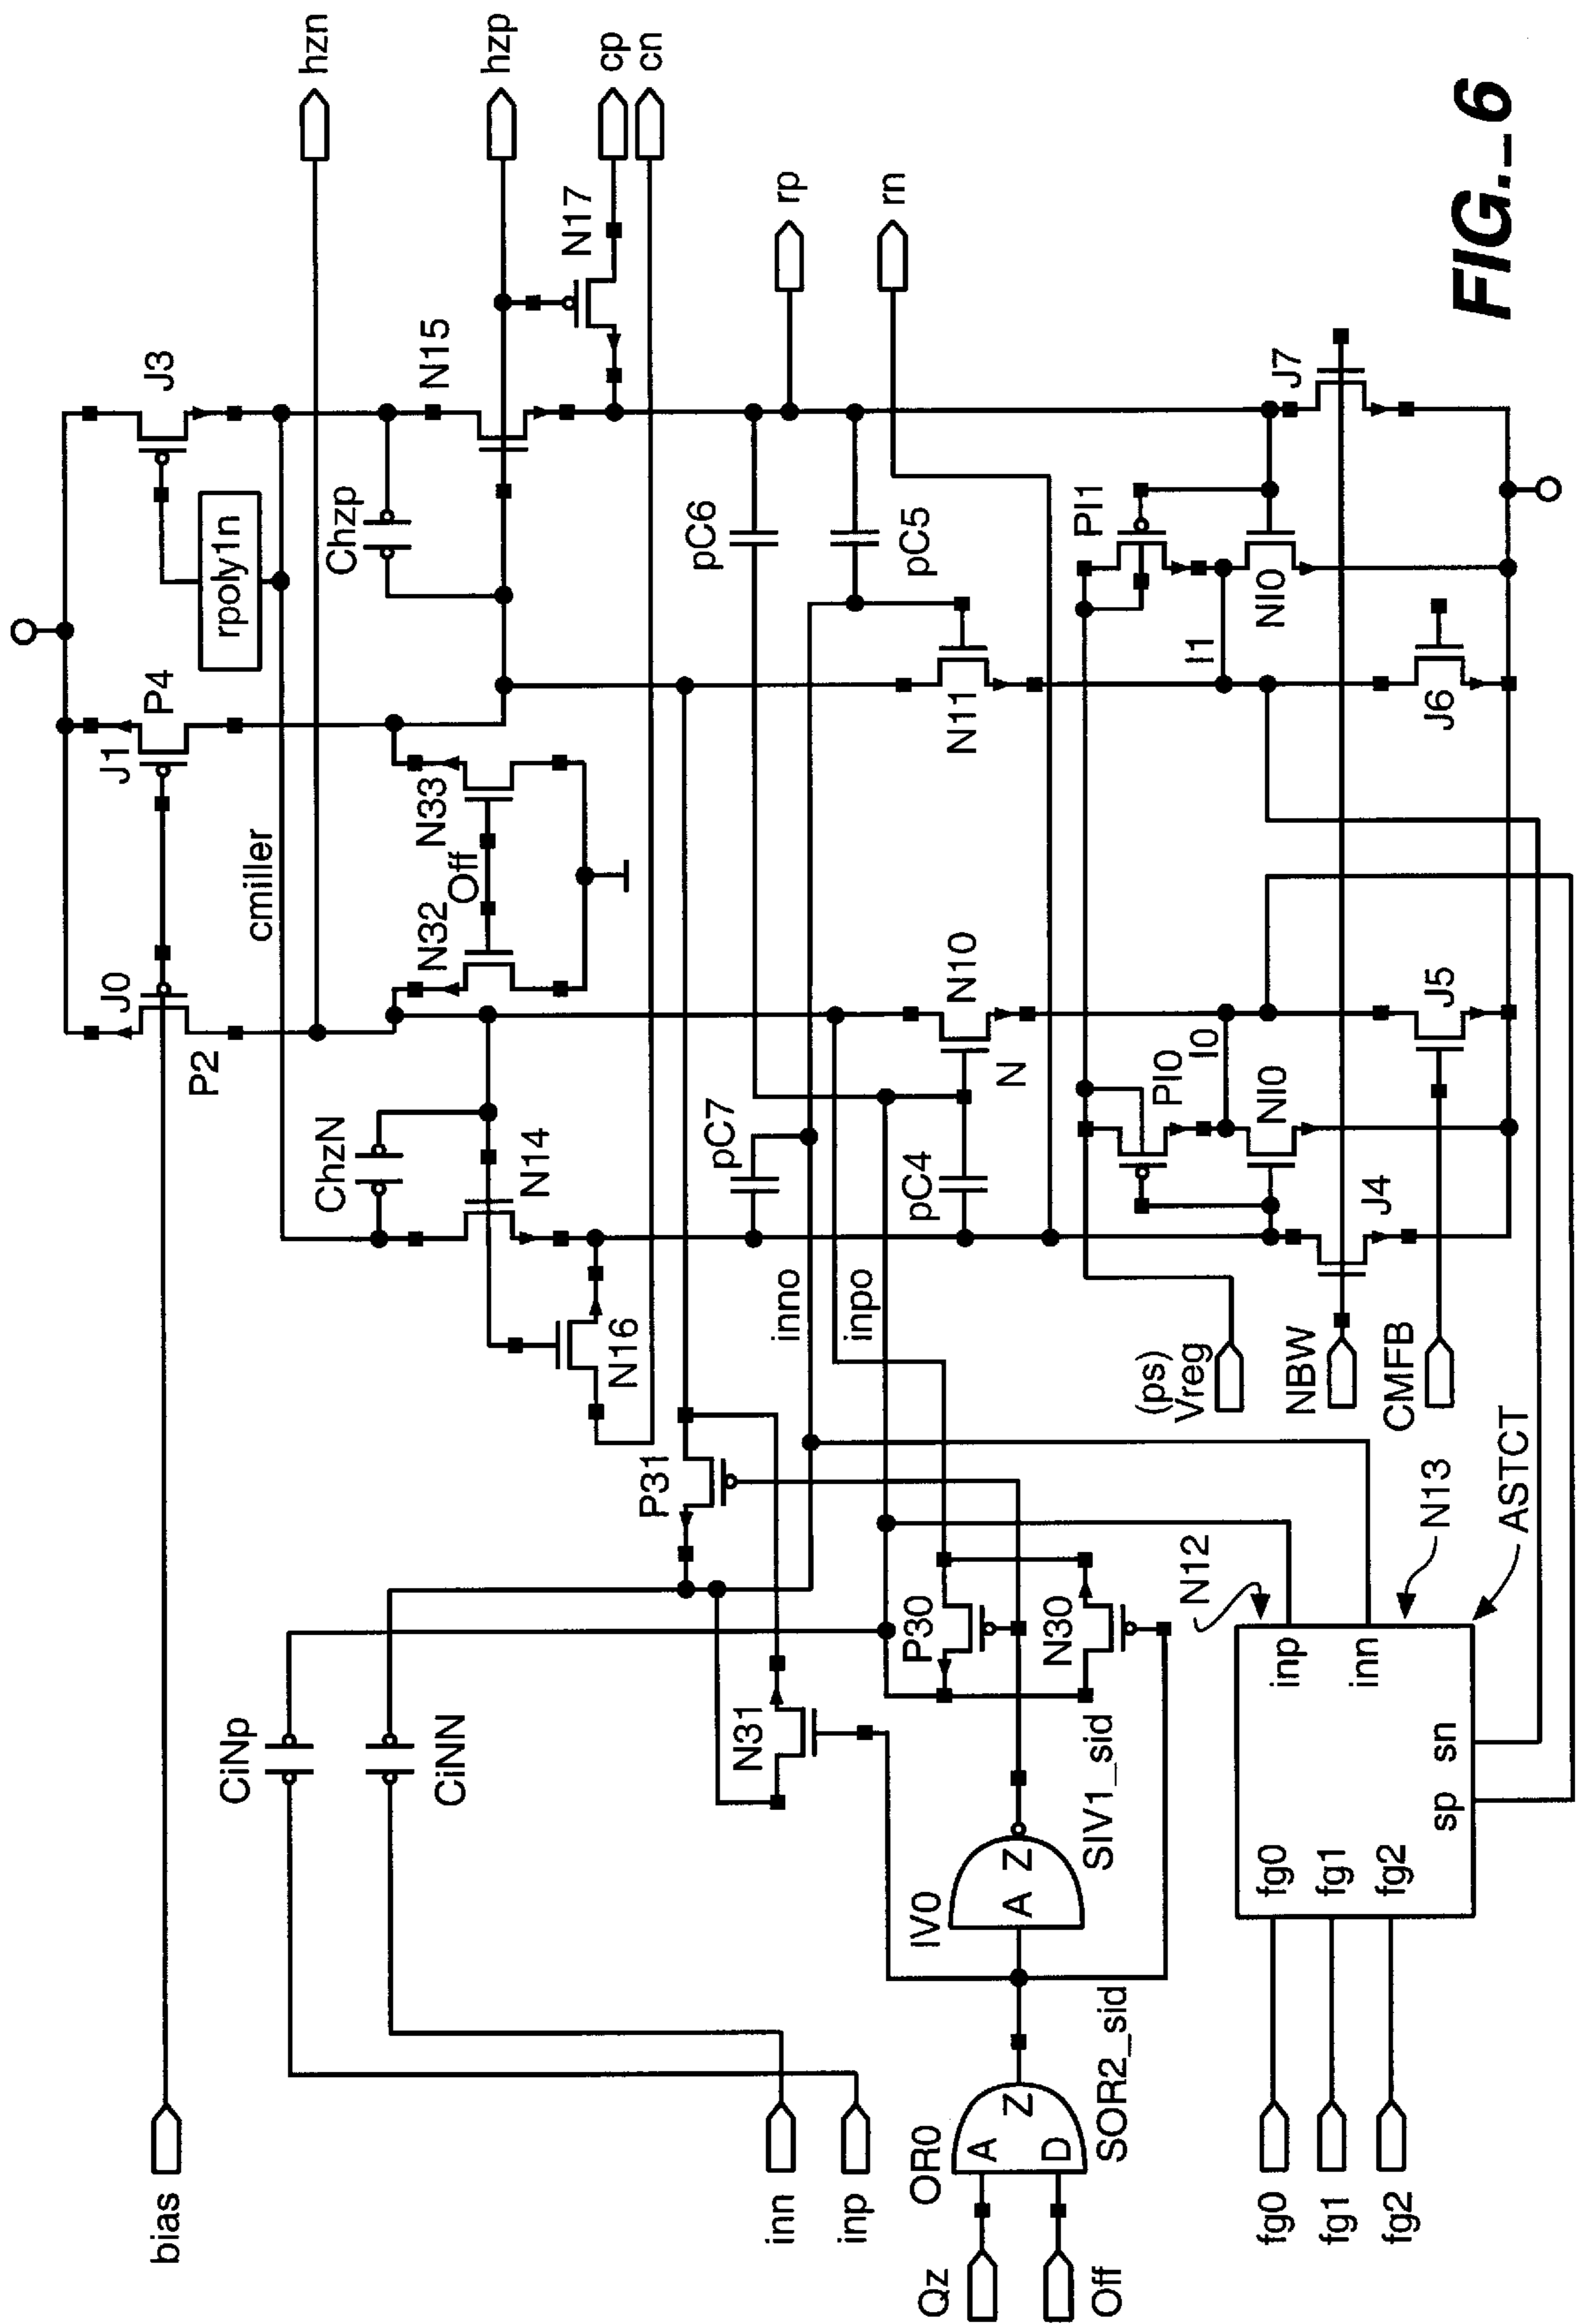 hzn
hzp
cp
cn
N17
rp
rn
FIG._6
J3
N15
rpoly1n
Chzp
pC6
pC5
PI1
J7
NI0
I1
J1
P4
N33
N11
J6
cmiller
Off
N32
J0
P2
N10
N
J5
PI0
I0
NI0
ChzN
N14
pC7
pC4
J4
N16
inno
inpo
(ps)
Vreg
NBW
CMFB
P31
N12
N13
ASTCT
CiNp
CiNN
N31
P30
N30
inp
inn
sn
sp
fg0
fg1
fg2
IV0
A
Z
SIV1_sid
OR0
A
D
Z
SOR2_sid
bias
inn
inp
Qz
Off
fg0
fg1
fg2